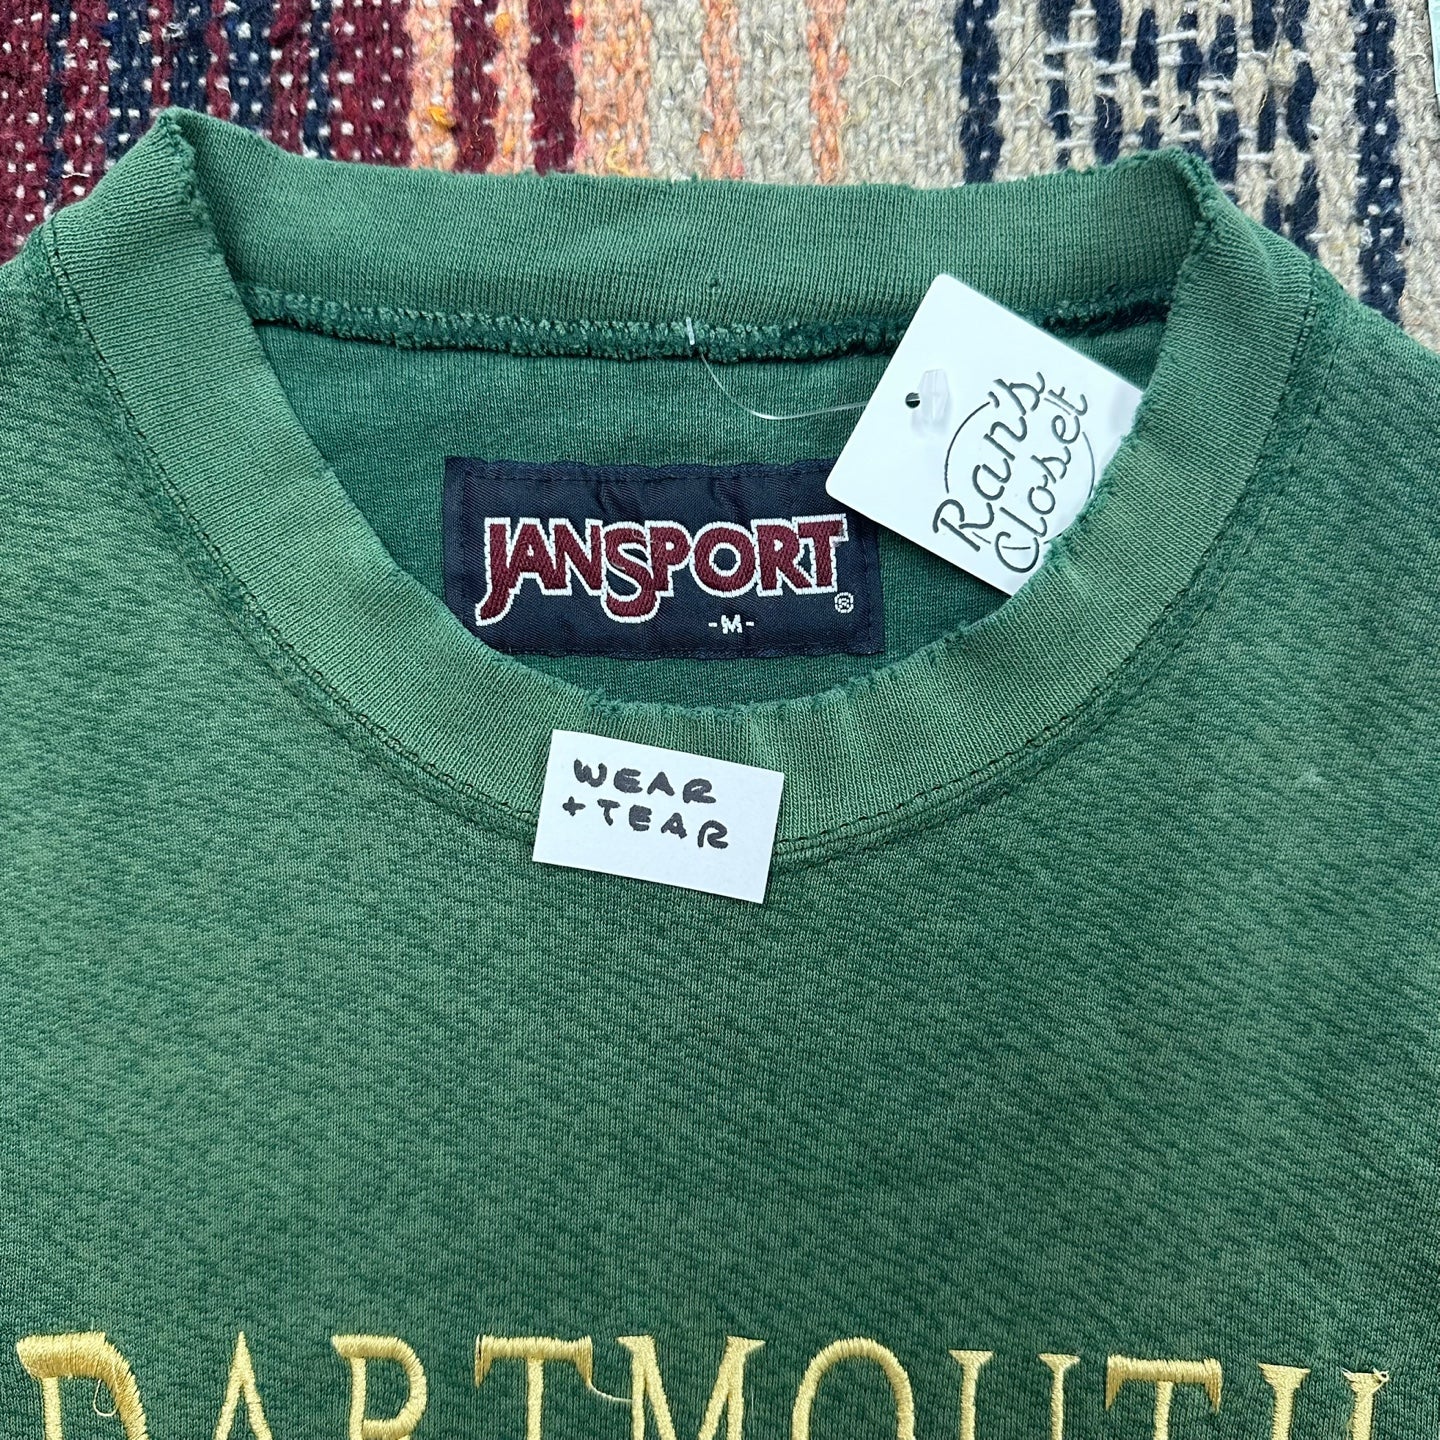 Ran's
Closet
JANSPORT
®
-M-
WEAR
+TEAR
DARTMOUTH